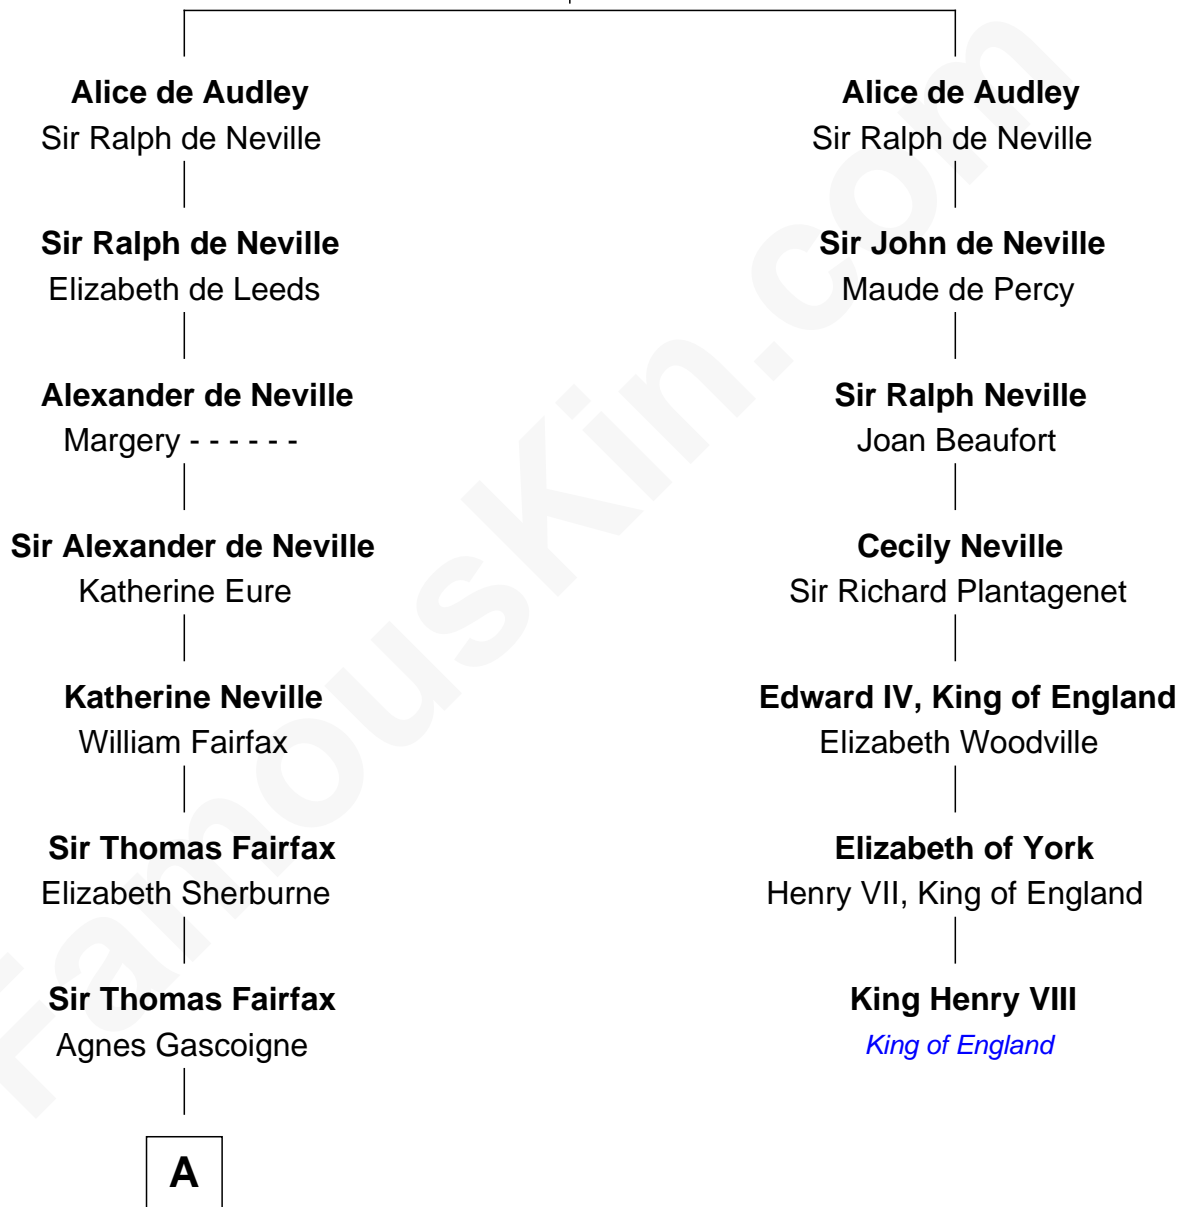 Alice de Audley
Sir Ralph de Neville
Sir Ralph de Neville
Elizabeth de Leeds
Alexander de Neville
Margery - - - - - -
Sir Alexander de Neville
Katherine Eure
Katherine Neville
William Fairfax
Sir Thomas Fairfax
Elizabeth Sherburne
Sir Thomas Fairfax
Agnes Gascoigne
A
Alice de Audley
Sir Ralph de Neville
Sir John de Neville
Maude de Percy
Sir Ralph Neville
Joan Beaufort
Cecily Neville
Sir Richard Plantagenet
Edward IV, King of England
Elizabeth Woodville
Elizabeth of York
Henry VII, King of England
King Henry VIII
King of England
FamousKin.com